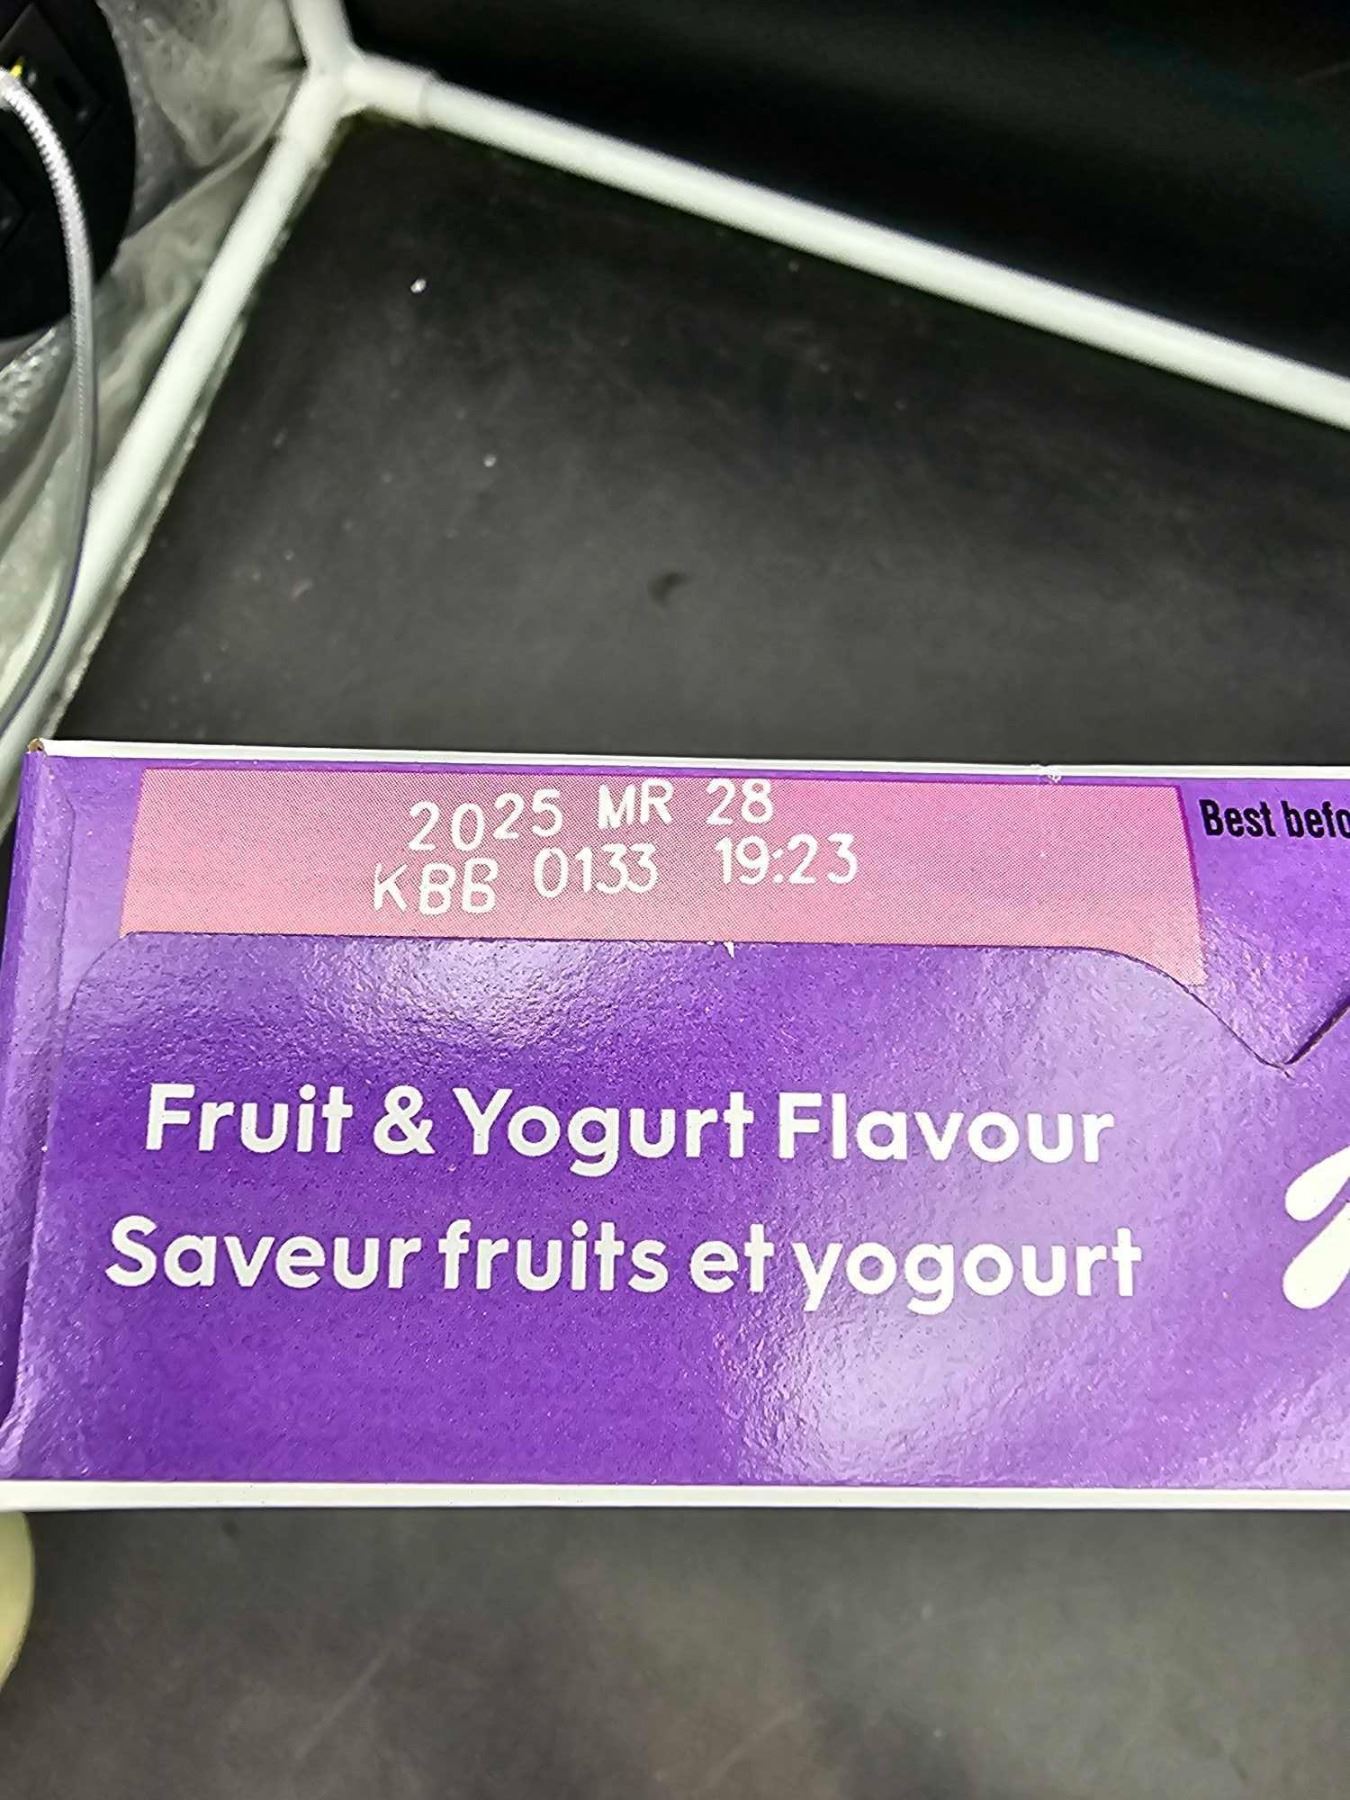 2025 MR 28
KBB 0133 19:23
Best befo
Fruit & Yogurt Flavour
Saveur fruits et yogourt